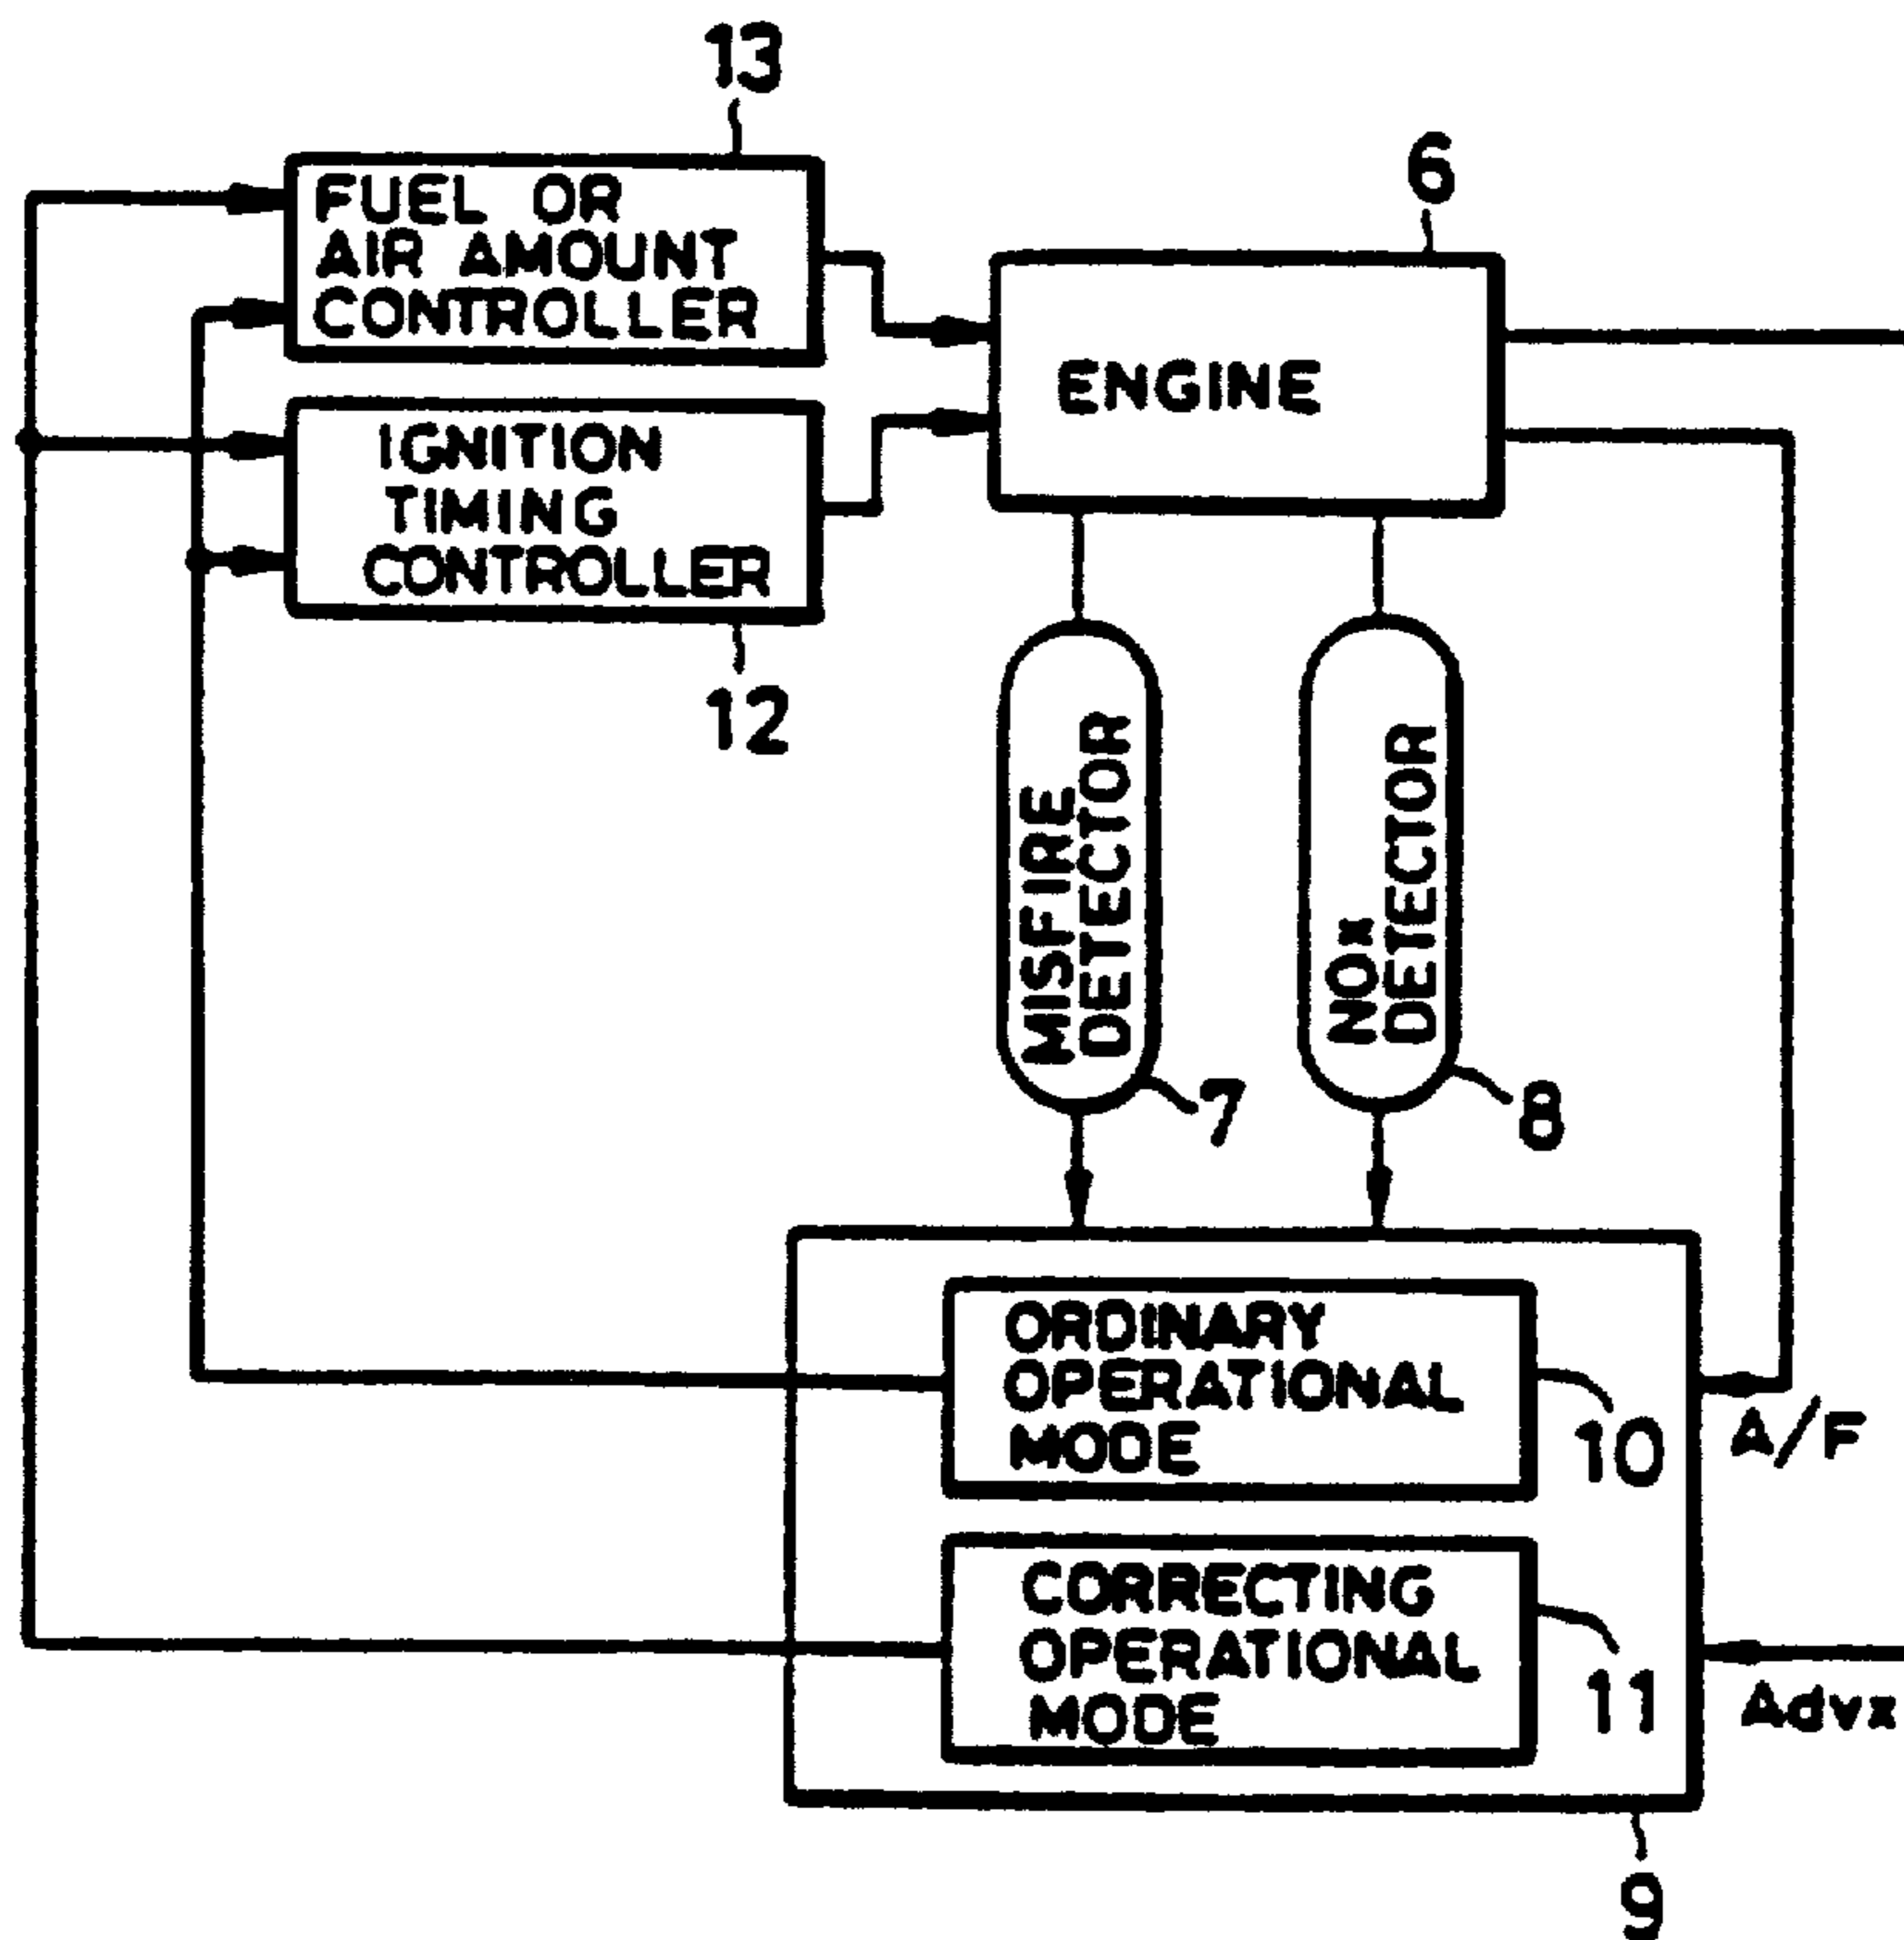 13
FUEL OR
AIR AMOUNT
CONTROLLER
6
ENGINE
IGNITION
TIMING
CONTROLLER
12
MISFIRE
DETECTOR
7
NOx
DETECTOR
8
ORDINARY
OPERATIONAL
MODE
10
A/F
CORRECTING
OPERATIONAL
MODE
11
Advx
9